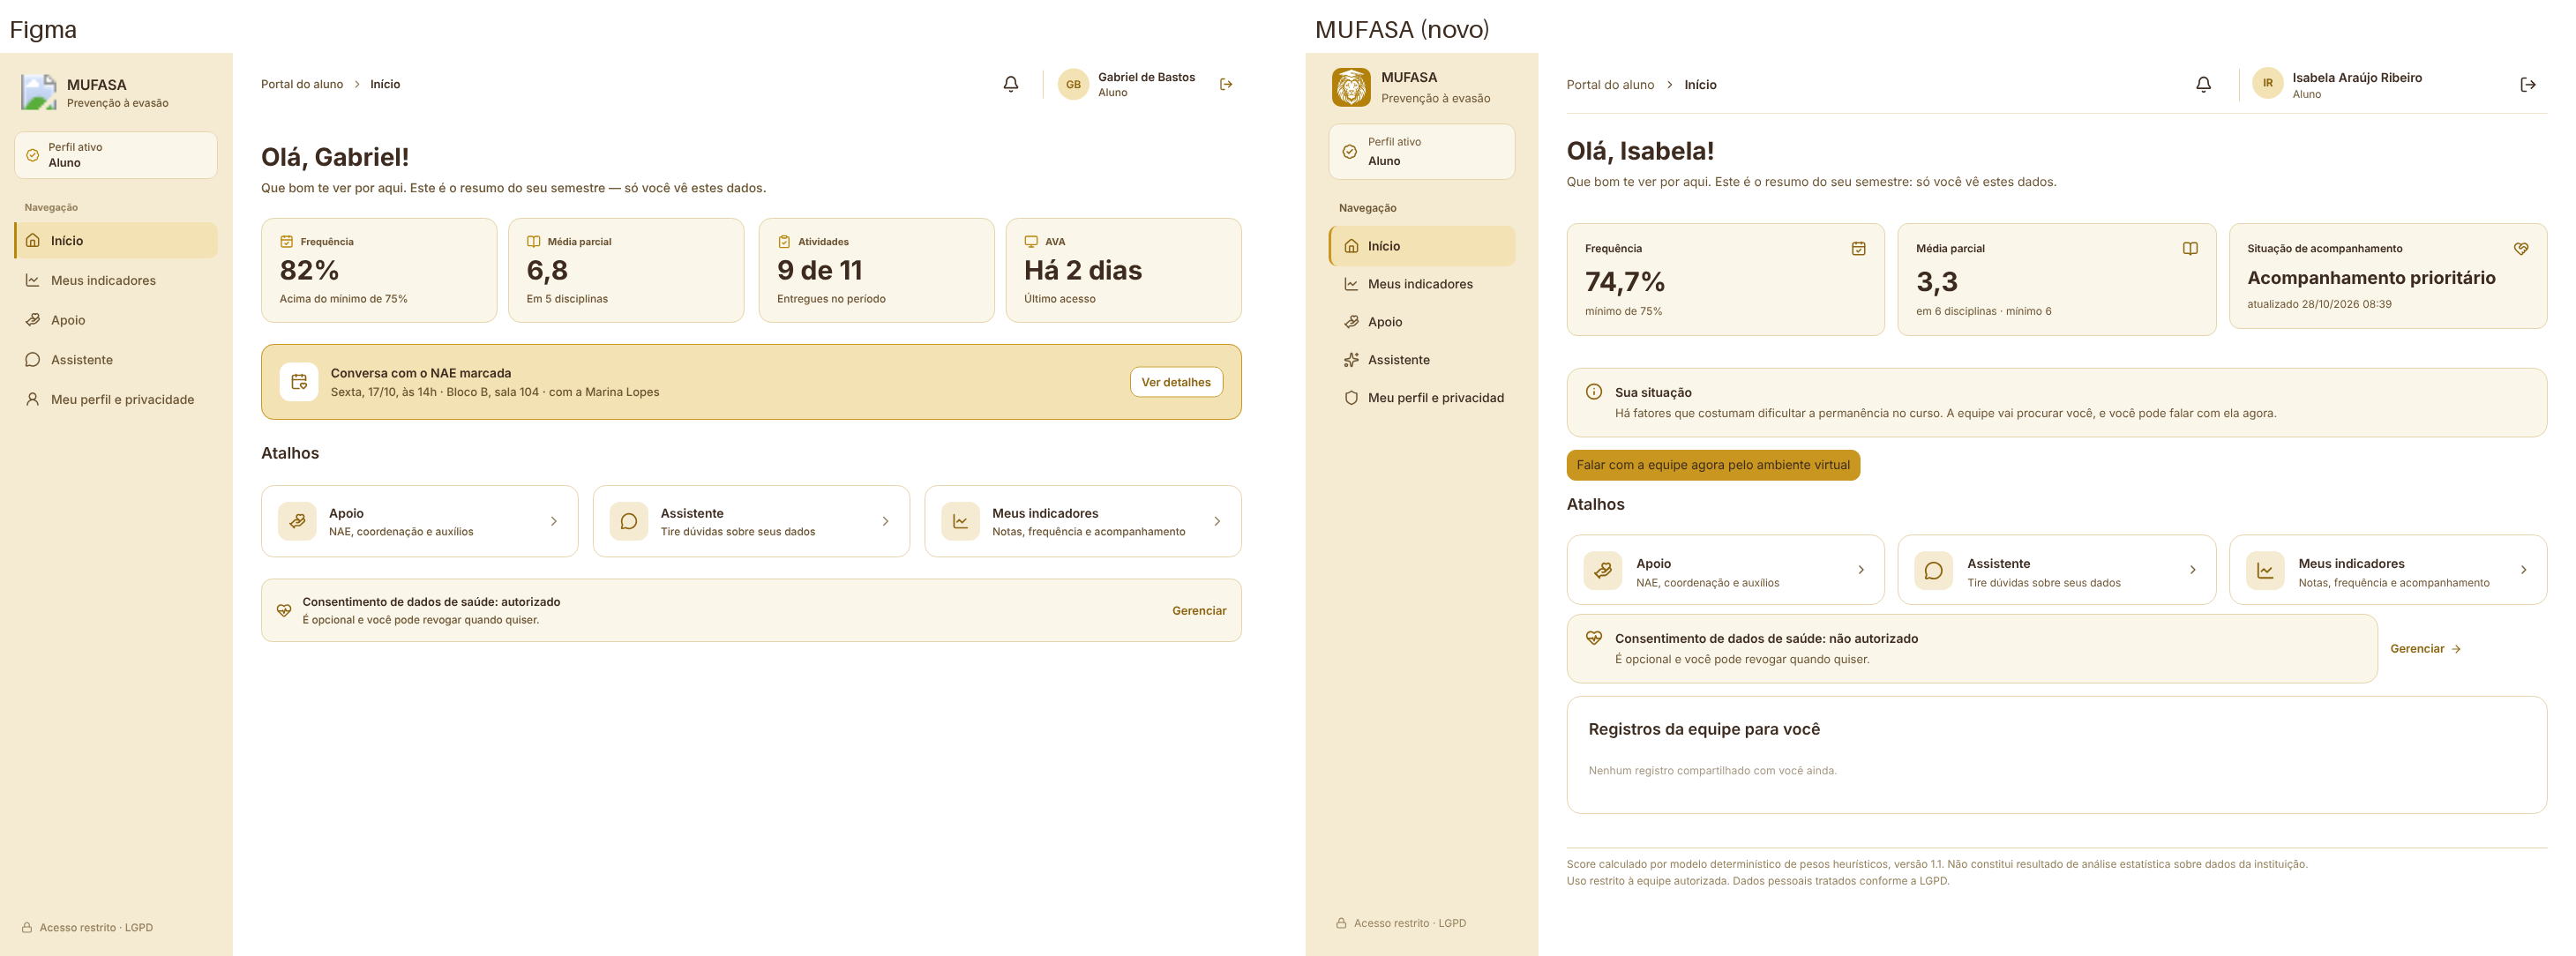 Figma
MUFASA
Prevenção à evasão
Perfil ativo
Aluno
Navegação
Início
Meus indicadores
Apoio
Assistente
Meu perfil e privacidade
Acesso restrito · LGPD
Portal do aluno > Início
GB
Gabriel de Bastos
Aluno
Olá, Gabriel!
Que bom te ver por aqui. Este é o resumo do seu semestre — só você vê estes dados.
Frequência
82%
Acima do mínimo de 75%
Média parcial
6,8
Em 5 disciplinas
Atividades
9 de 11
Entregues no período
AVA
Há 2 dias
Último acesso
Conversa com o NAE marcada
Sexta, 17/10, às 14h · Bloco B, sala 104 · com a Marina Lopes
Ver detalhes
Atalhos
Apoio
NAE, coordenação e auxílios
Assistente
Tire dúvidas sobre seus dados
Meus indicadores
Notas, frequência e acompanhamento
Consentimento de dados de saúde: autorizado
É opcional e você pode revogar quando quiser.
Gerenciar
MUFASA (novo)
MUFASA
Prevenção à evasão
Perfil ativo
Aluno
Navegação
Início
Meus indicadores
Apoio
Assistente
Meu perfil e privacidad
Acesso restrito · LGPD
Portal do aluno > Início
IR
Isabela Araújo Ribeiro
Aluno
Olá, Isabela!
Que bom te ver por aqui. Este é o resumo do seu semestre: só você vê estes dados.
Frequência
74,7%
mínimo de 75%
Média parcial
3,3
em 6 disciplinas · mínimo 6
Situação de acompanhamento
Acompanhamento prioritário
atualizado 28/10/2026 08:39
Sua situação
Há fatores que costumam dificultar a permanência no curso. A equipe vai procurar você, e você pode falar com ela agora.
Falar com a equipe agora pelo ambiente virtual
Atalhos
Apoio
NAE, coordenação e auxílios
Assistente
Tire dúvidas sobre seus dados
Meus indicadores
Notas, frequência e acompanhamento
Consentimento de dados de saúde: não autorizado
É opcional e você pode revogar quando quiser.
Gerenciar →
Registros da equipe para você
Nenhum registro compartilhado com você ainda.
Score calculado por modelo determinístico de pesos heurísticos, versão 1.1. Não constitui resultado de análise estatística sobre dados da instituição.
Uso restrito à equipe autorizada. Dados pessoais tratados conforme a LGPD.